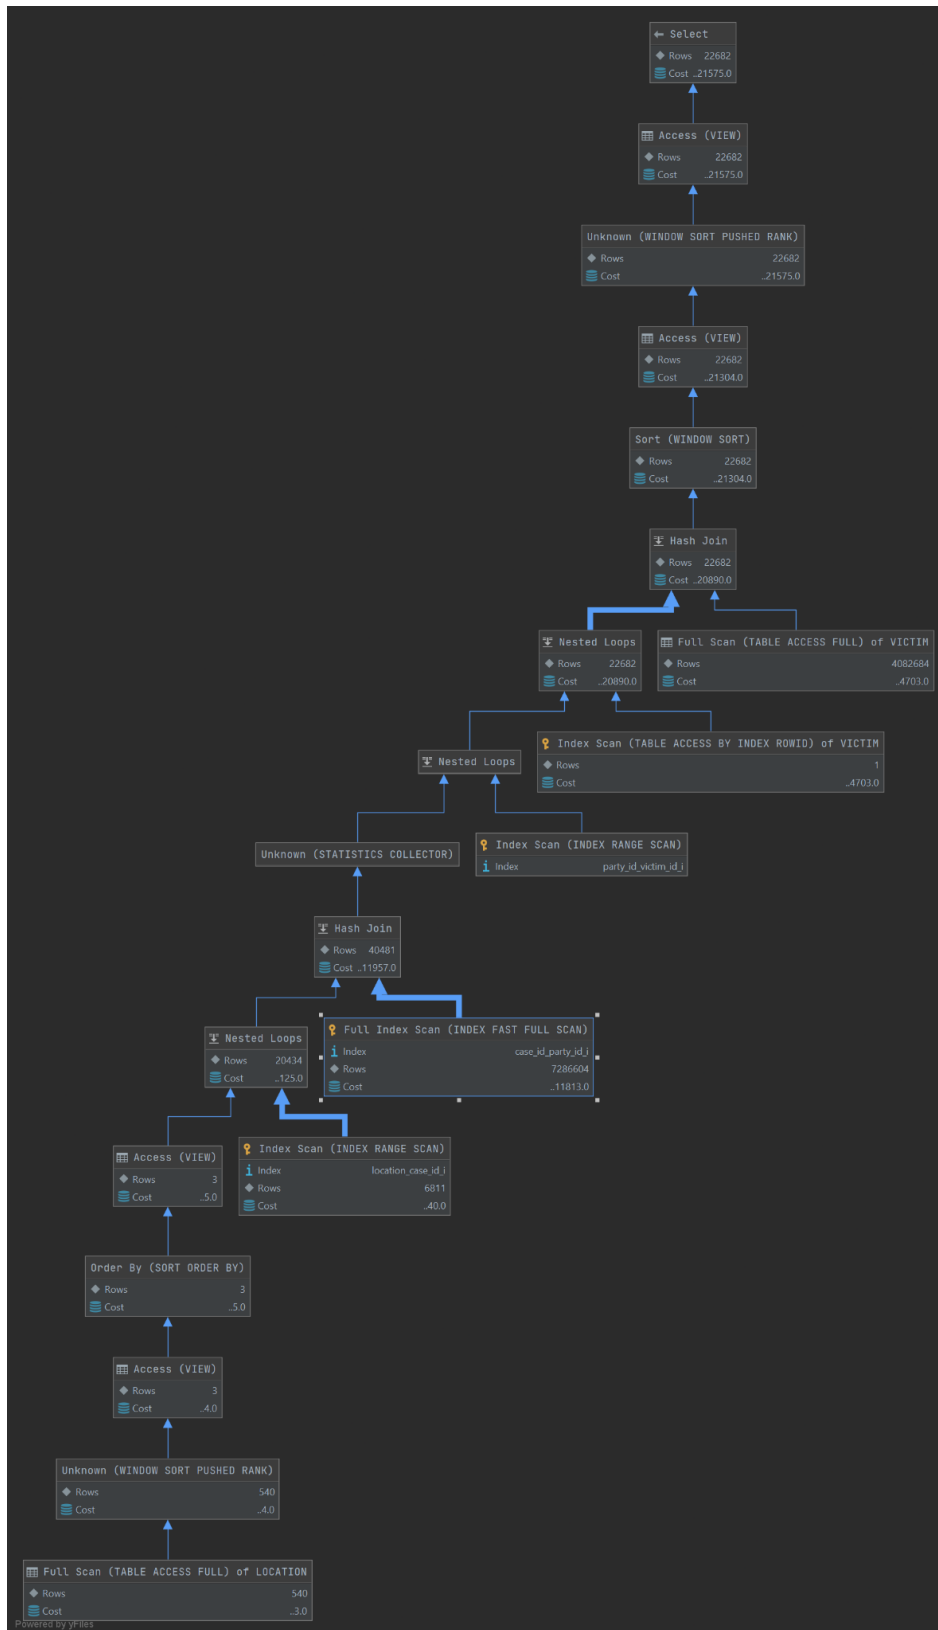 Select
Rows 22682
Cost ..21575.0
Access (VIEW)
Rows 22682
Cost ..21575.0
Unknown (WINDOW SORT PUSHED RANK)
Rows 22682
Cost ..21575.0
Access (VIEW)
Rows 22682
Cost ..21304.0
Sort (WINDOW SORT)
Rows 22682
Cost ..21304.0
Hash Join
Rows 22682
Cost ..20890.0
Nested Loops
Rows 22682
Cost ..20890.0
Full Scan (TABLE ACCESS FULL) of VICTIM
Rows 4082684
Cost ..4703.0
Nested Loops
Index Scan (TABLE ACCESS BY INDEX ROWID) of VICTIM
Rows 1
Cost ..4703.0
Unknown (STATISTICS COLLECTOR)
Index Scan (INDEX RANGE SCAN)
Index party_id_victim_id_i
Hash Join
Rows 40481
Cost ..11957.0
Nested Loops
Rows 20434
Cost ..125.0
Full Index Scan (INDEX FAST FULL SCAN)
Index case_id_party_id_i
Rows 7286604
Cost ..11813.0
Access (VIEW)
Rows 3
Cost ..5.0
Index Scan (INDEX RANGE SCAN)
Index location_case_id_i
Rows 6811
Cost ..40.0
Order By (SORT ORDER BY)
Rows 3
Cost ..5.0
Access (VIEW)
Rows 3
Cost ..4.0
Unknown (WINDOW SORT PUSHED RANK)
Rows 540
Cost ..4.0
Full Scan (TABLE ACCESS FULL) of LOCATION
Rows 540
Cost ..3.0
Powered by yFiles